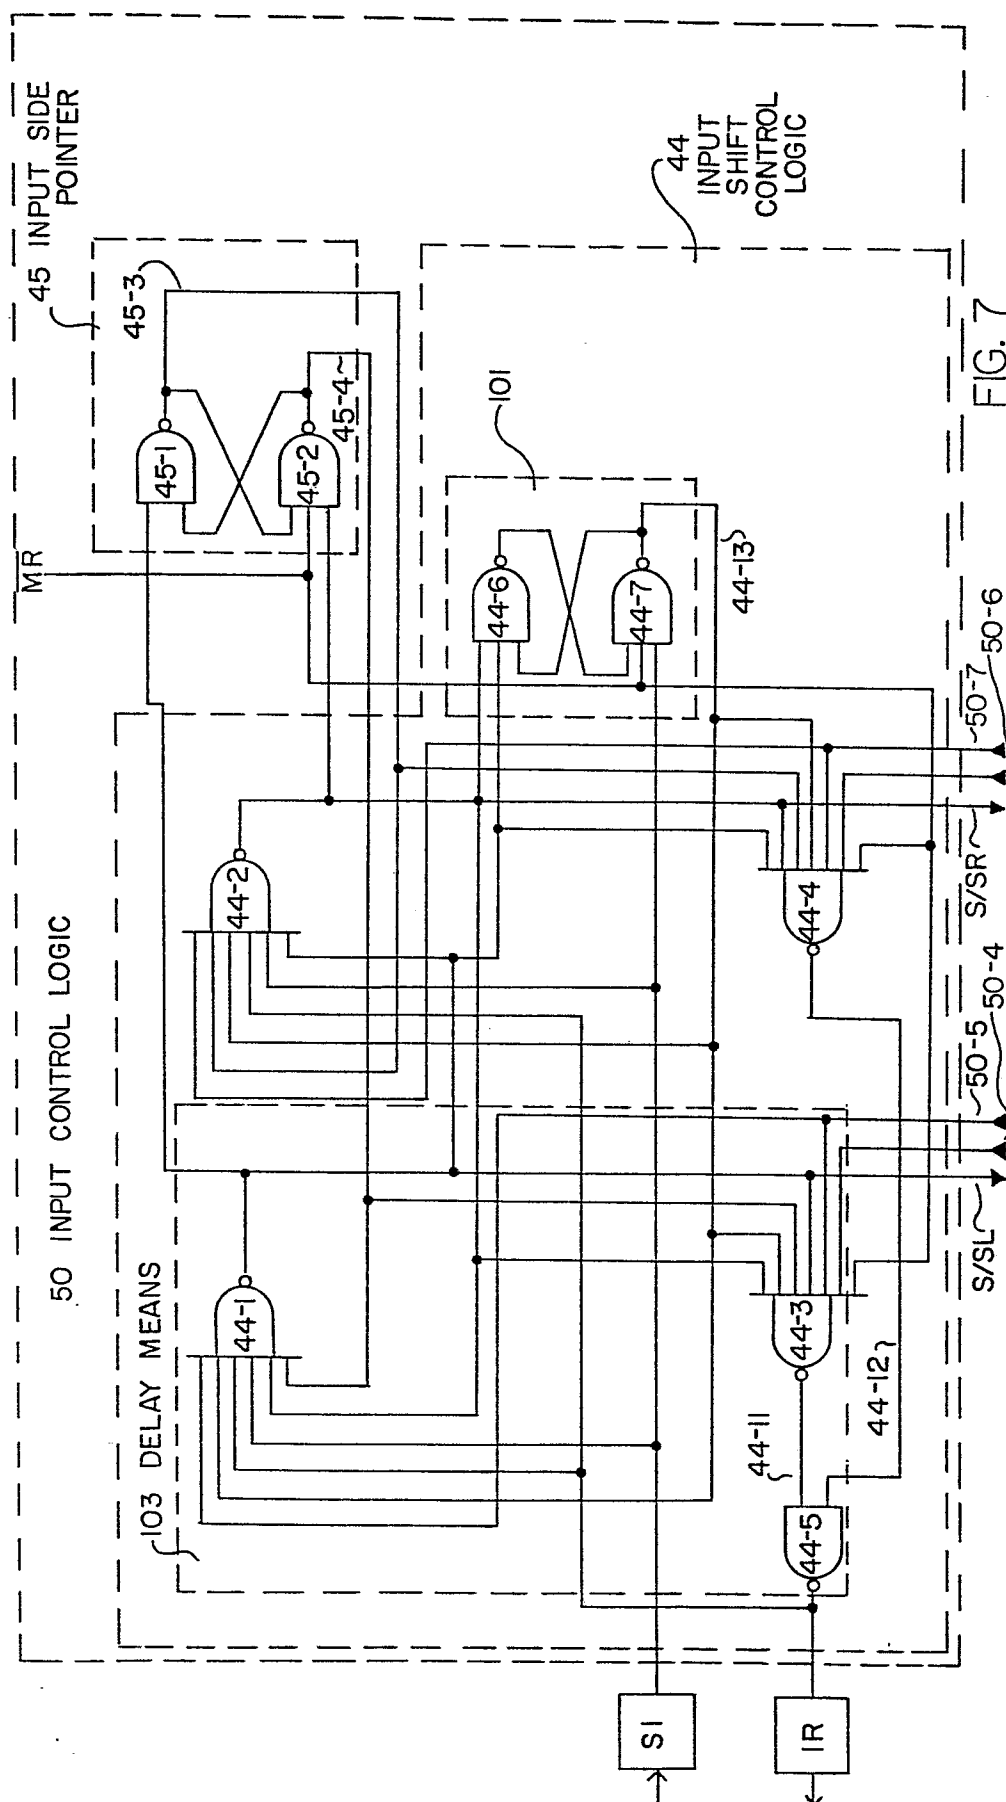 50 INPUT CONTROL LOGIC
45 INPUT SIDE
POINTER
45-3
45-1
45-2
45-4
MR
103 DELAY MEANS
44-1
44-2
101
44-6
44-7
44-13
44
INPUT
SHIFT
CONTROL
LOGIC
44-3
44-4
44-5
44-11
44-12
SI
IR
S/SL
50-5
50-4
S/SR
50-7
50-6
FIG. 7